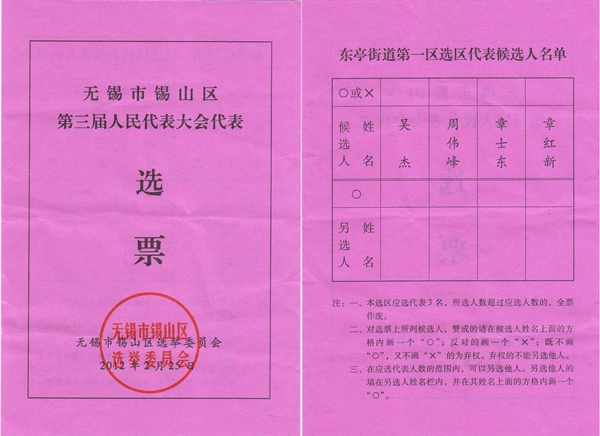 无锡市锡山区
第三届人民代表大会代表
选
票
无锡市锡山区
选举委员会
无锡市锡山区选举委员会
2012年2月25日
东亭街道第一区选区代表候选人名单
○或×
候选人 姓名
吴杰
周伟峰
章士东
章红新
○
另选人 姓名
注：一、本选区应选代表3名，所选人数超过应选人数的，全票
作废。
二、对选票上所列候选人，赞成的请在候选人姓名上面的方
格内画一个“○”；反对的画一个“×”；既不画
“○”，又不画“×”的为弃权。弃权的不能另选他人。
三、在应选代表人数的范围内，可以另选他人。另选他人的
填在另选人姓名栏内，并在其姓名上面的方格内画一个
“○”。